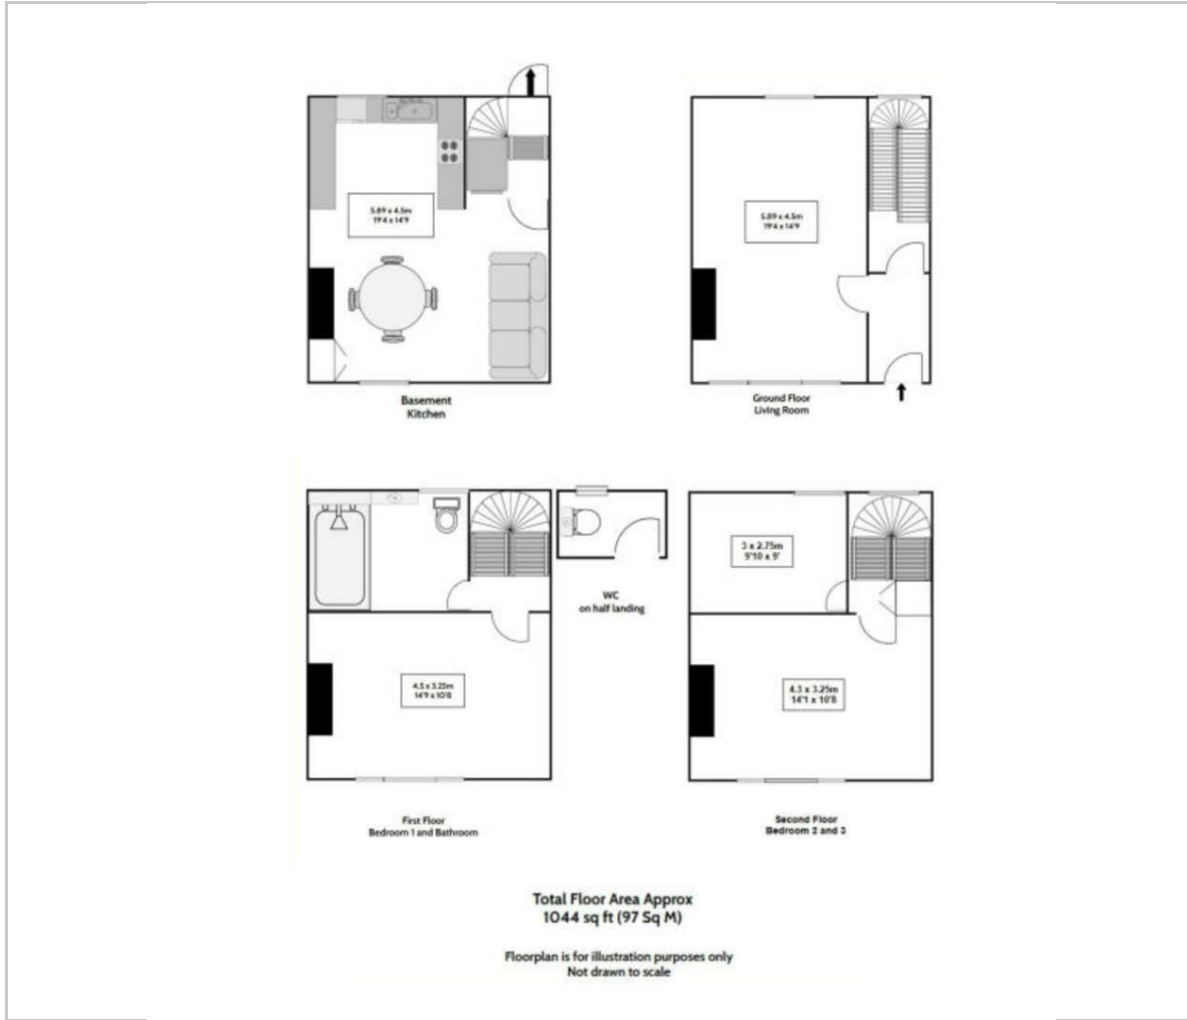 5.89 x 4.5m
19'4 x 14'9
Basement
Kitchen
5.89 x 4.5m
19'4 x 14'9
Ground Floor
Living Room
WC
on half landing
4.5 x 3.25m
14'9 x 10'8
First Floor
Bedroom 1 and Bathroom
3 x 2.75m
9'10 x 9'
4.3 x 3.25m
14'1 x 10'8
Second Floor
Bedroom 2 and 3
Total Floor Area Approx
1044 sq ft (97 Sq M)
Floorplan is for illustration purposes only
Not drawn to scale